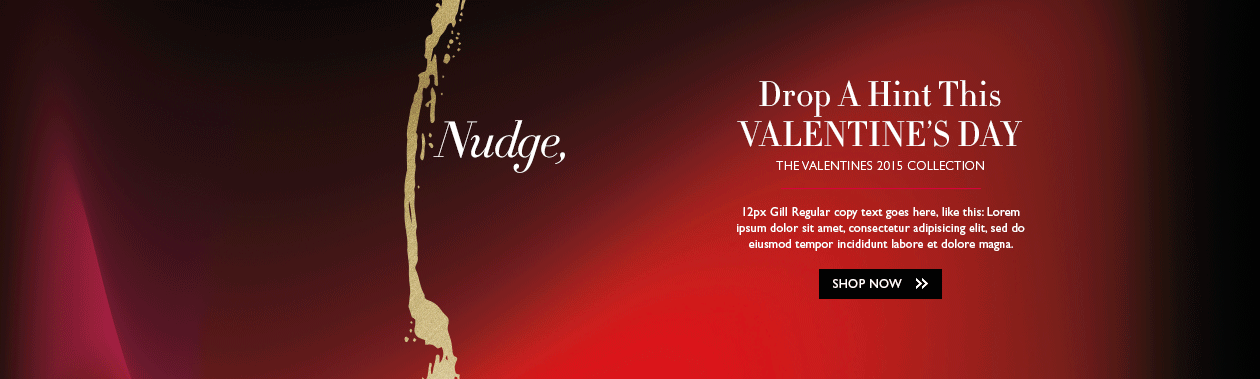 Nudge,
Drop A Hint This
VALENTINE'S DAY
THE VALENTINES 2015 COLLECTION
12px Gill Regular copy text goes here, like this: Lorem
ipsum dolor sit amet, consectetur adipisicing elit, sed do
eiusmod tempor incididunt labore et dolore magna.
SHOP NOW